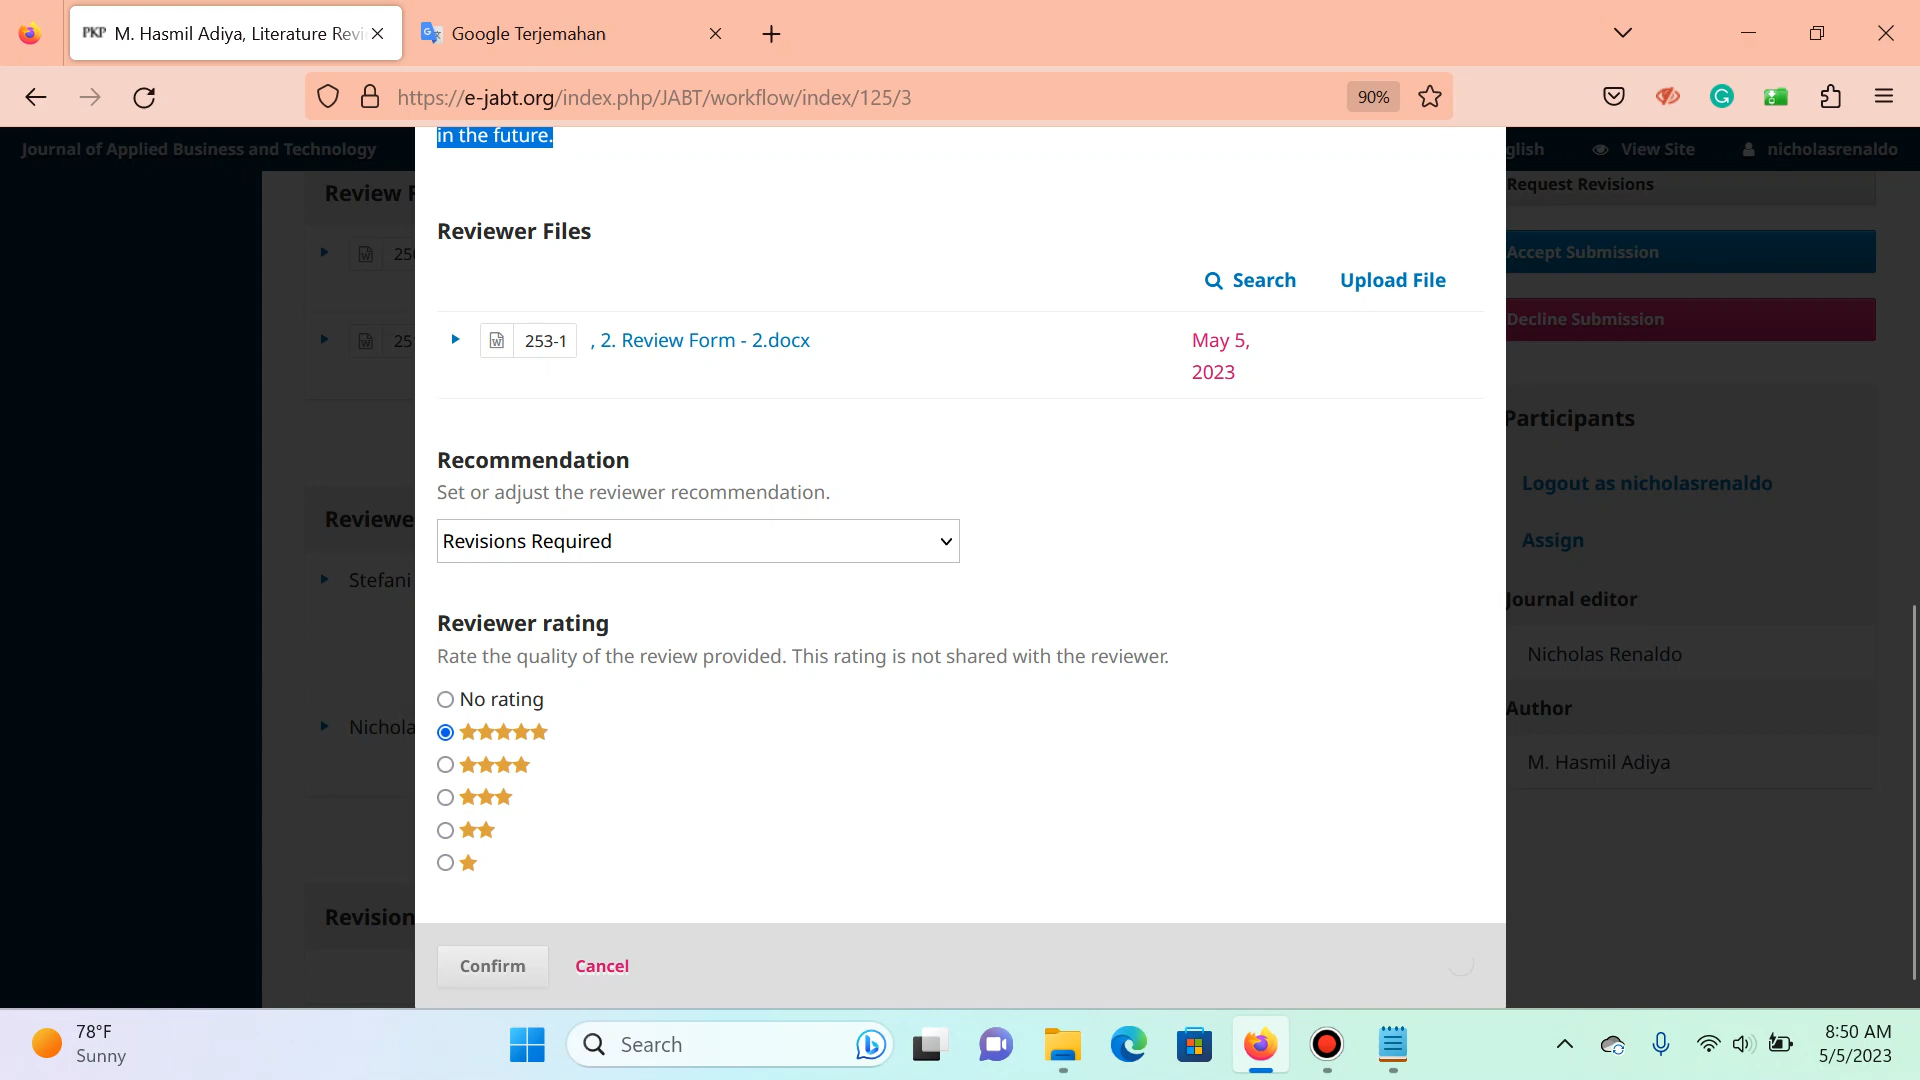 PKP M. Hasmil Adiya, Literature Revi
Google Terjemahan
https://e-jabt.org/index.php/JABT/workflow/index/125/3
90%
Journal of Applied Business and Technology
in the future.
glish
View Site
nicholasrenaldo
Review F
Request Revisions
Reviewer Files
25
Accept Submission
Search
Upload File
Decline Submission
25
253-1
, 2. Review Form - 2.docx
May 5,
2023
Participants
Recommendation
Set or adjust the reviewer recommendation.
Logout as nicholasrenaldo
Reviewe
Revisions Required
Assign
Stefani
Journal editor
Reviewer rating
Rate the quality of the review provided. This rating is not shared with the reviewer.
Nicholas Renaldo
No rating
Author
Nichola
M. Hasmil Adiya
Revision
Confirm
Cancel
78°F
Sunny
Search
8:50 AM
5/5/2023